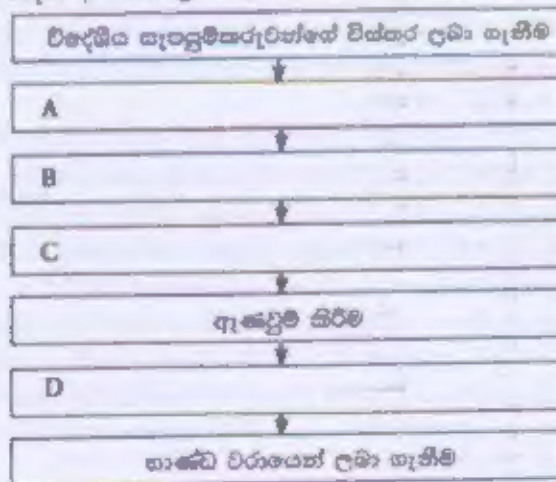 විදේශීය සැපයුම්කරුවන්ගේ විස්තර ලබා ගැනීම
A
B
C
ඇණවුම් කිරීම
D
භාණ්ඩ වරායෙන් ලබා ගැනීම